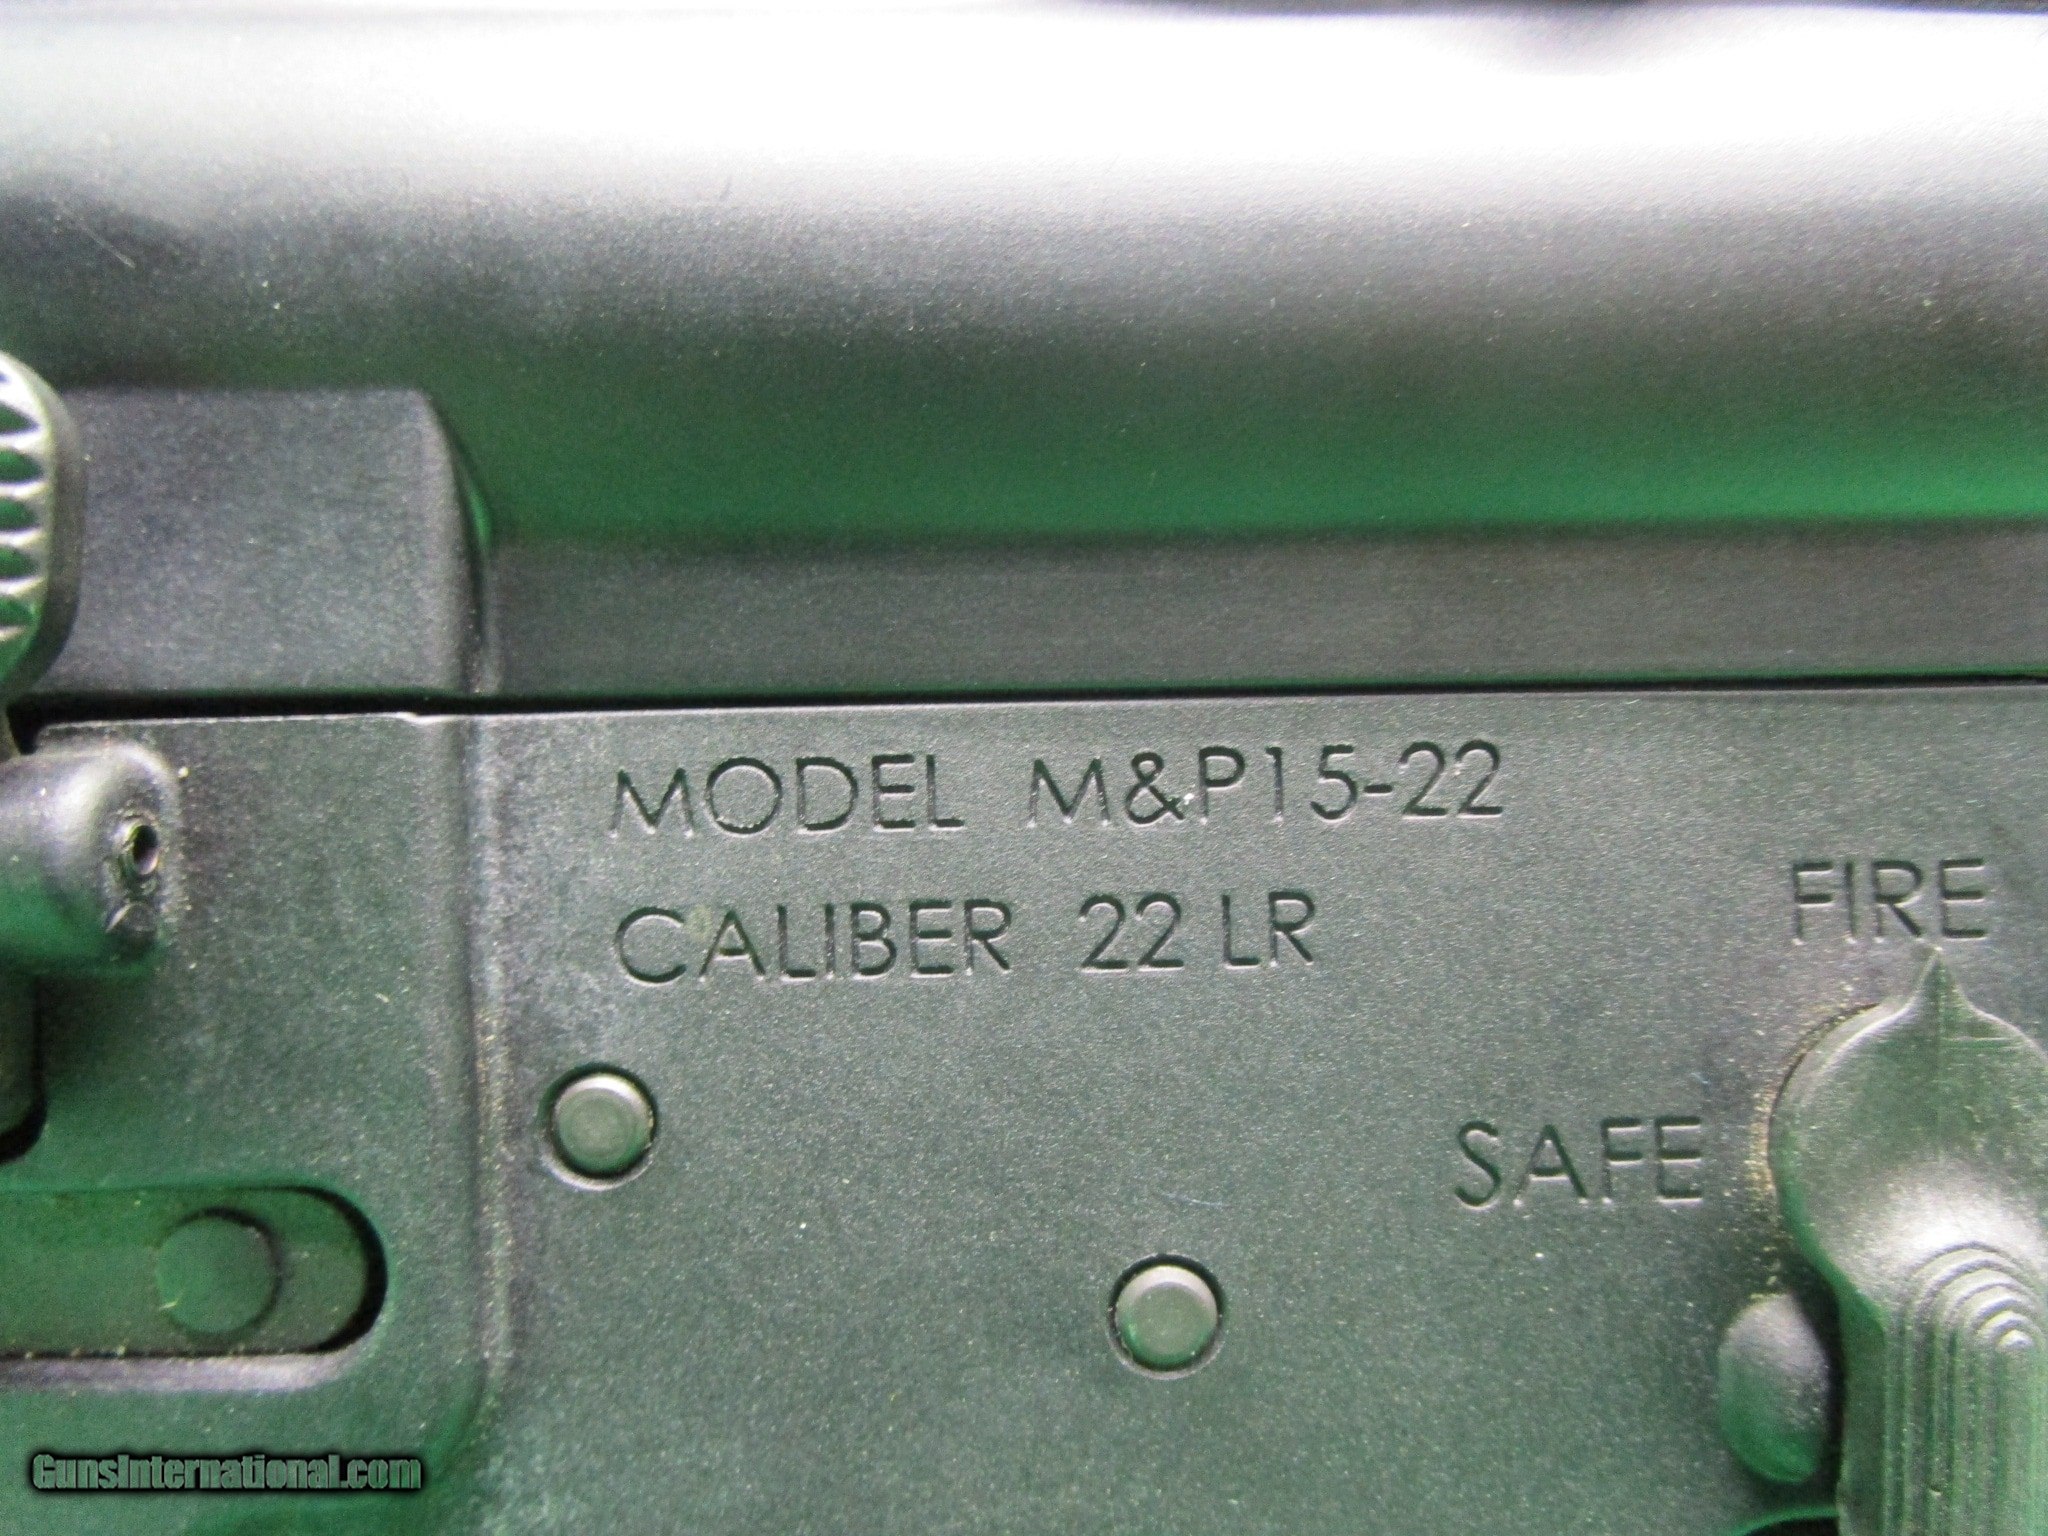 MODEL M&P15-22
CALIBER 22 LR
FIRE
SAFE
GunsInternational.com